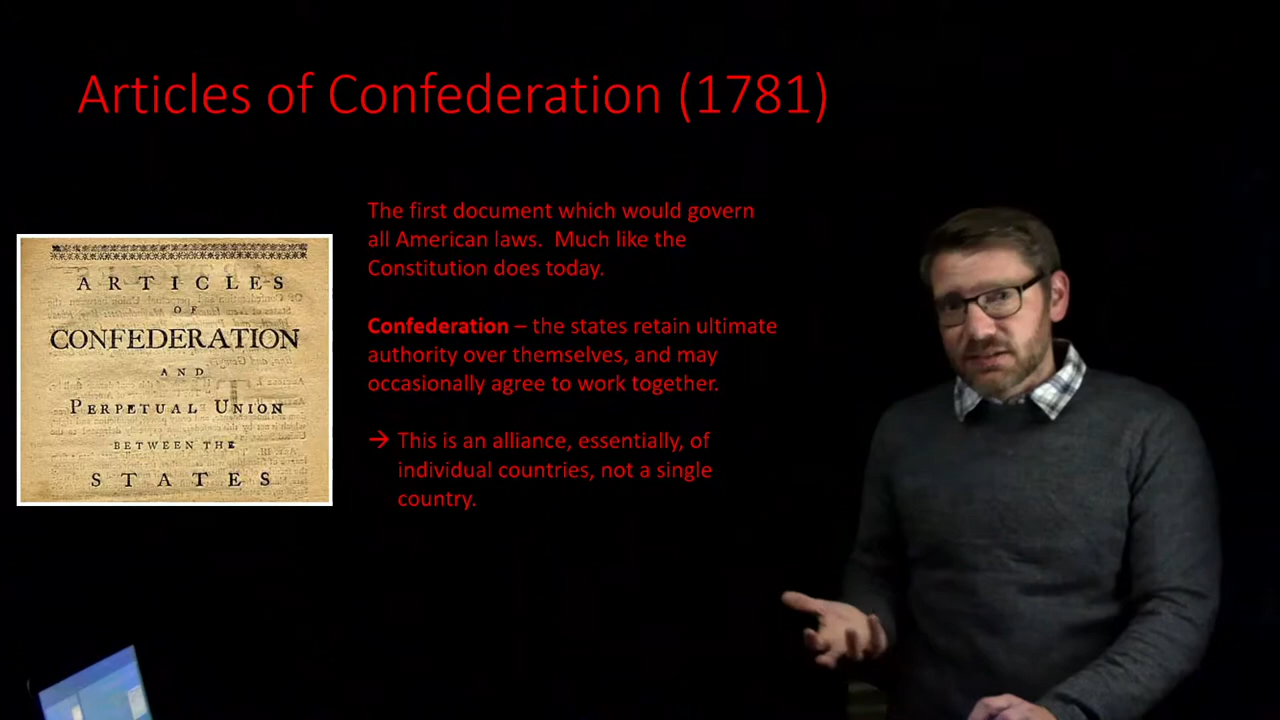 Articles of Confederation (1781)
The first document which would govern
all American laws.  Much like the
Constitution does today.
Confederation – the states retain ultimate
authority over themselves, and may
occasionally agree to work together.
→ This is an alliance, essentially, of
individual countries, not a single
country.
ARTICLES
OF
CONFEDERATION
AND
PERPETUAL UNION
BETWEEN THE
STATES